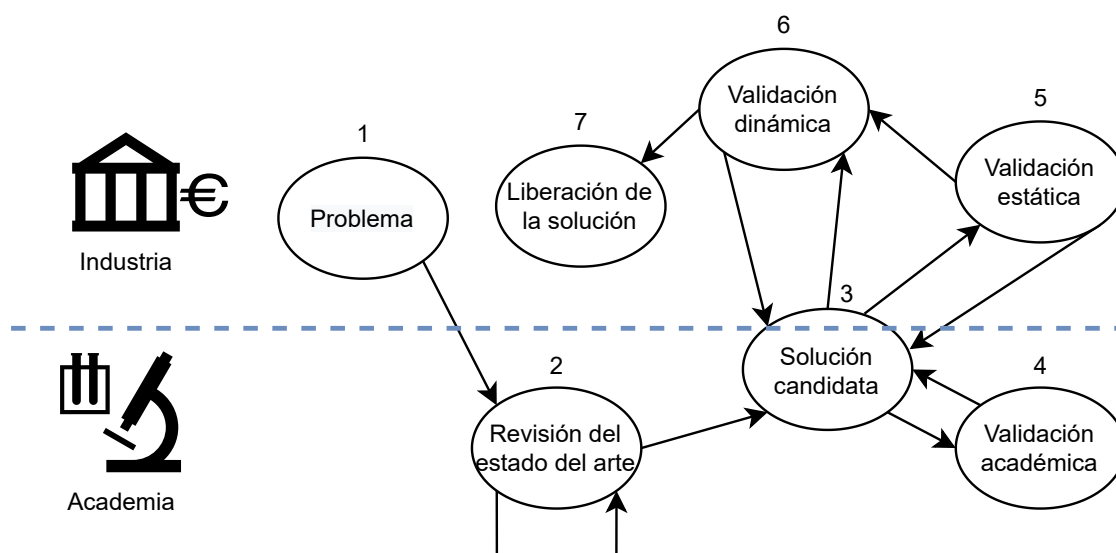 6
Validación
dinámica
5
Validación
estática
7
Liberación de
la solución
1
Problema
€
Industria
3
Solución
candidata
2
Revisión del
estado del arte
4
Validación
académica
Academia